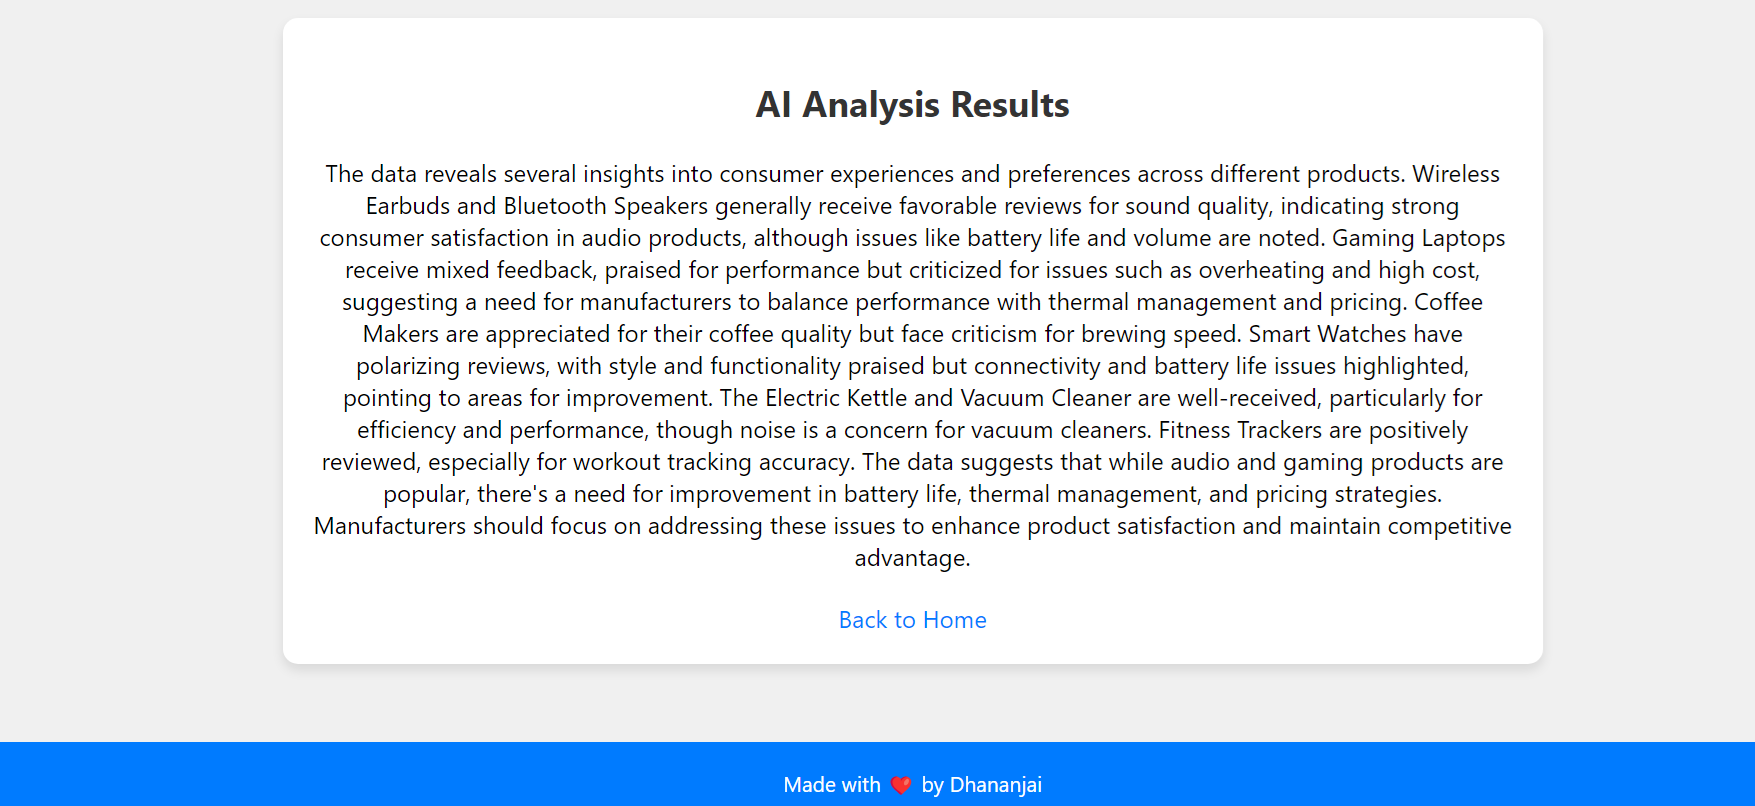 AI Analysis Results
The data reveals several insights into consumer experiences and preferences across different products. Wireless
Earbuds and Bluetooth Speakers generally receive favorable reviews for sound quality, indicating strong
consumer satisfaction in audio products, although issues like battery life and volume are noted. Gaming Laptops
receive mixed feedback, praised for performance but criticized for issues such as overheating and high cost,
suggesting a need for manufacturers to balance performance with thermal management and pricing. Coffee
Makers are appreciated for their coffee quality but face criticism for brewing speed. Smart Watches have
polarizing reviews, with style and functionality praised but connectivity and battery life issues highlighted,
pointing to areas for improvement. The Electric Kettle and Vacuum Cleaner are well-received, particularly for
efficiency and performance, though noise is a concern for vacuum cleaners. Fitness Trackers are positively
reviewed, especially for workout tracking accuracy. The data suggests that while audio and gaming products are
popular, there's a need for improvement in battery life, thermal management, and pricing strategies.
Manufacturers should focus on addressing these issues to enhance product satisfaction and maintain competitive
advantage.
Back to Home
Made with ❤️ by Dhananjai